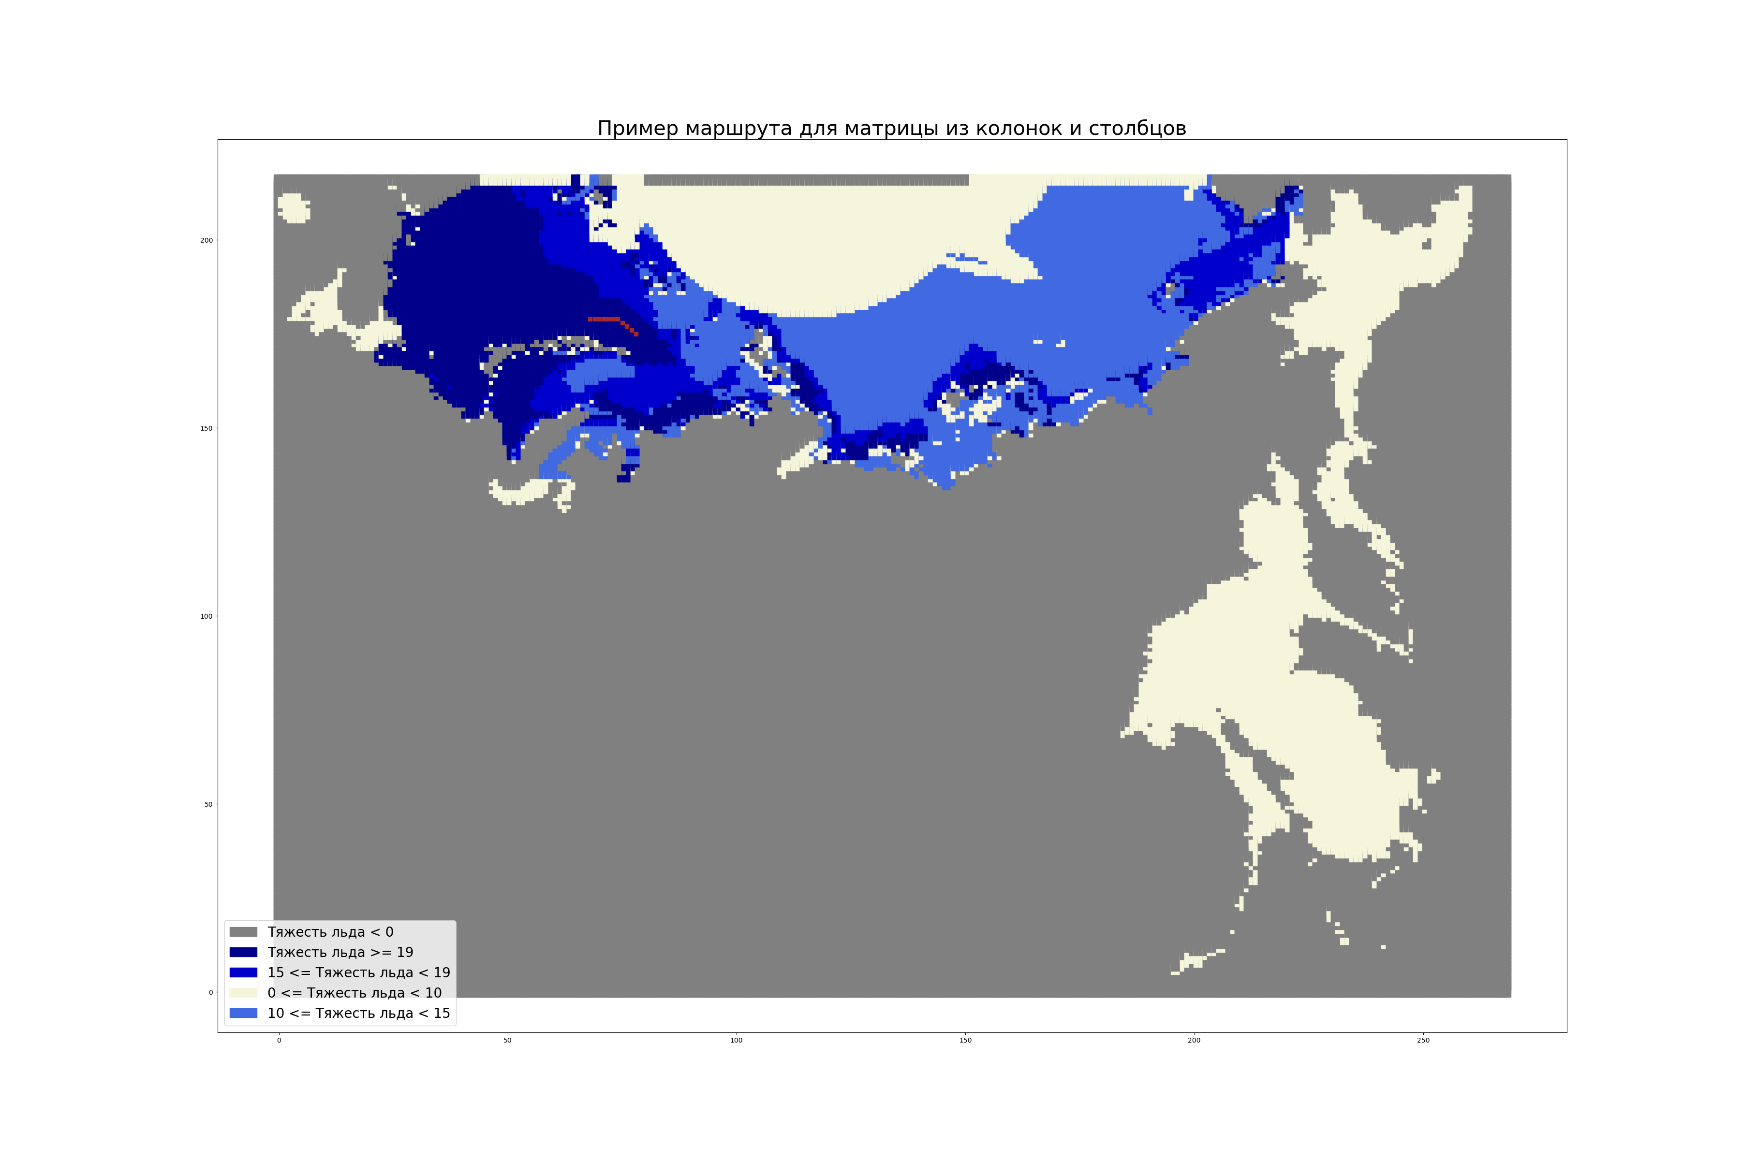 Пример маршрута для матрицы из колонок и столбцов
200
150
100
50
0
Тяжесть льда < 0
Тяжесть льда >= 19
15 <= Тяжесть льда < 19
0 <= Тяжесть льда < 10
10 <= Тяжесть льда < 15
0 50 100 150 200 250